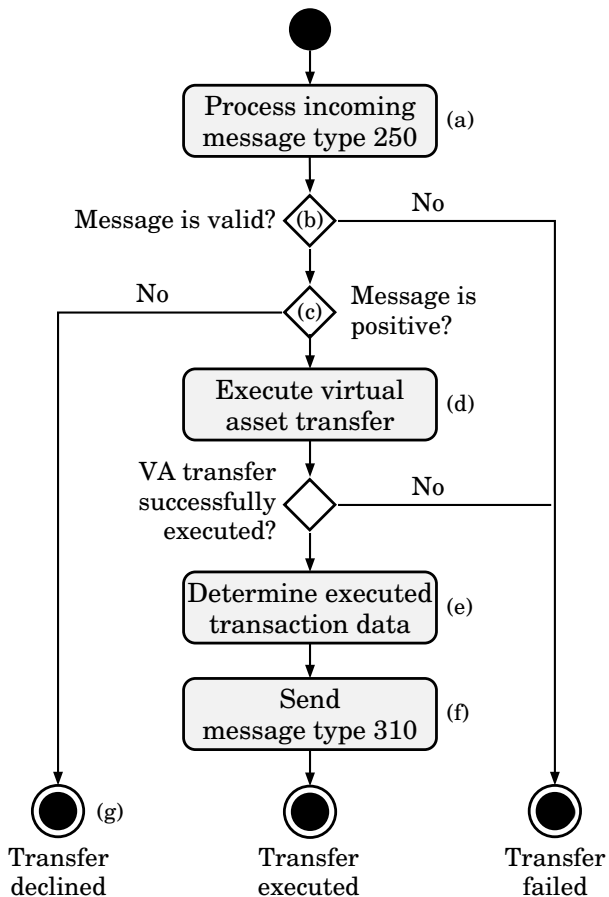 Process incoming
message type 250
(a)
Message is valid?
(b)
No
No
(c)
Message is
positive?
Execute virtual
asset transfer
(d)
VA transfer
successfully
executed?
No
Determine executed
transaction data
(e)
Send
message type 310
(f)
(g)
Transfer
declined
Transfer
executed
Transfer
failed